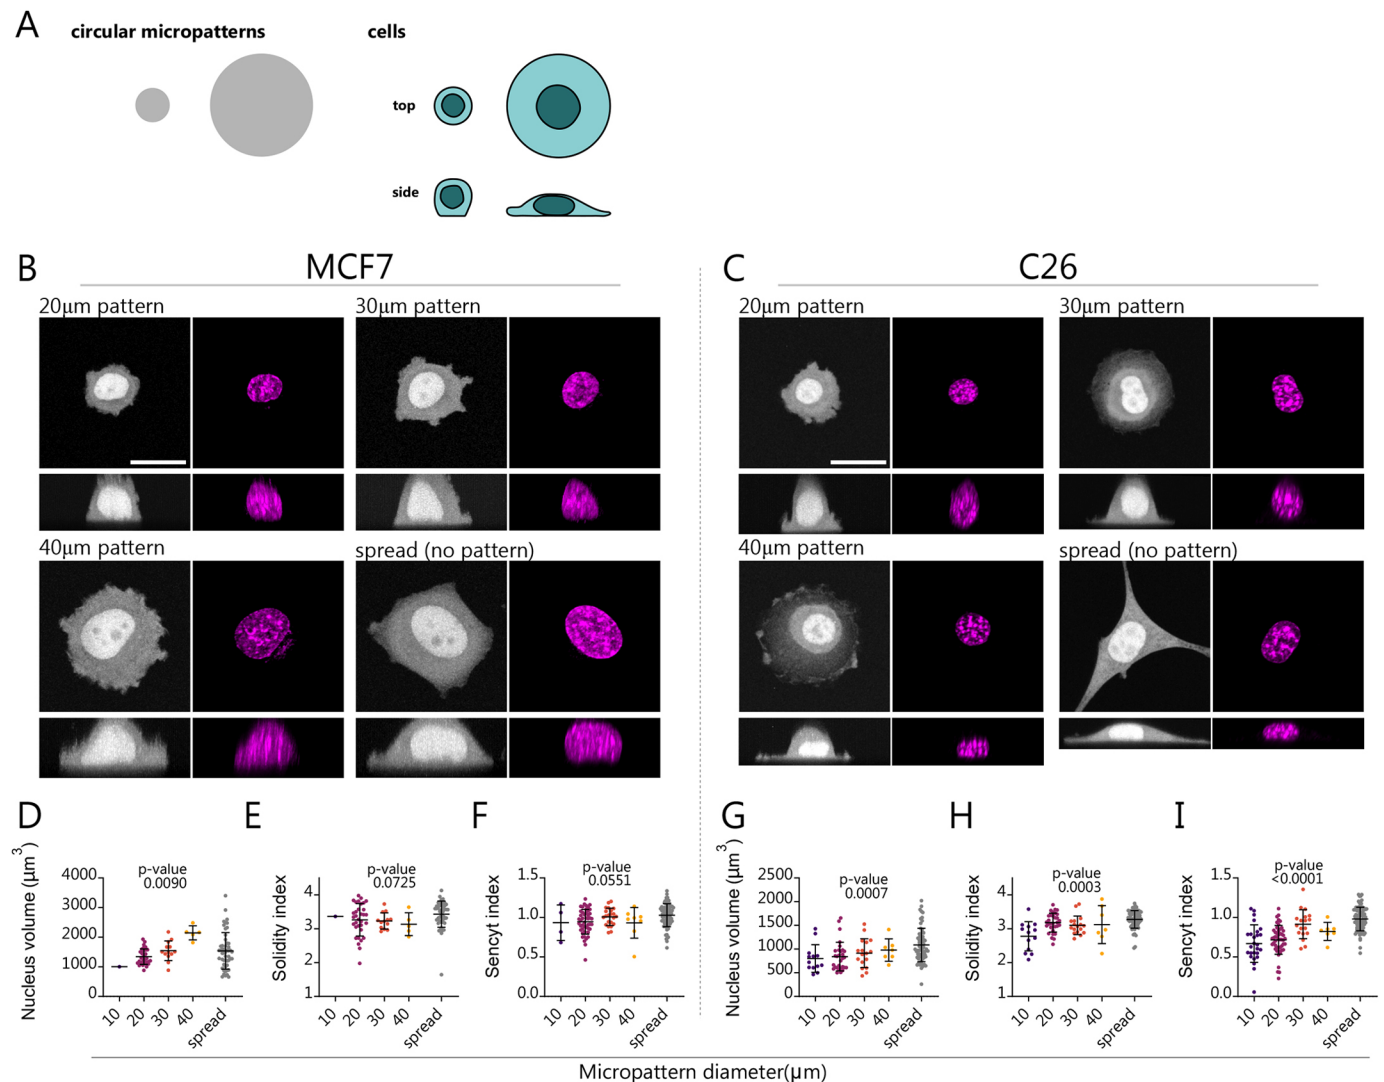 A
circular micropatterns
cells
top
side
B
MCF7
20μm pattern
30μm pattern
40μm pattern
spread (no pattern)
C
C26
20μm pattern
30μm pattern
40μm pattern
spread (no pattern)
D
Nucleus volume (μm³)
p-value
0.0090
4000
3000
2000
1000
0
10
20
30
40
spread
E
Solidity index
p-value
0.0725
4
3
2
1
10
20
30
40
spread
F
Sencyt index
p-value
0.0551
1.5
1.0
0.5
0.0
10
20
30
40
spread
G
Nucleus volume (μm³)
p-value
0.0007
2500
2000
1500
1000
500
0
10
20
30
40
spread
H
Solidity index
p-value
0.0003
4
3
2
1
10
20
30
40
spread
I
Sencyt index
p-value
<0.0001
1.5
1.0
0.5
0.0
10
20
30
40
spread
Micropattern diameter(μm)